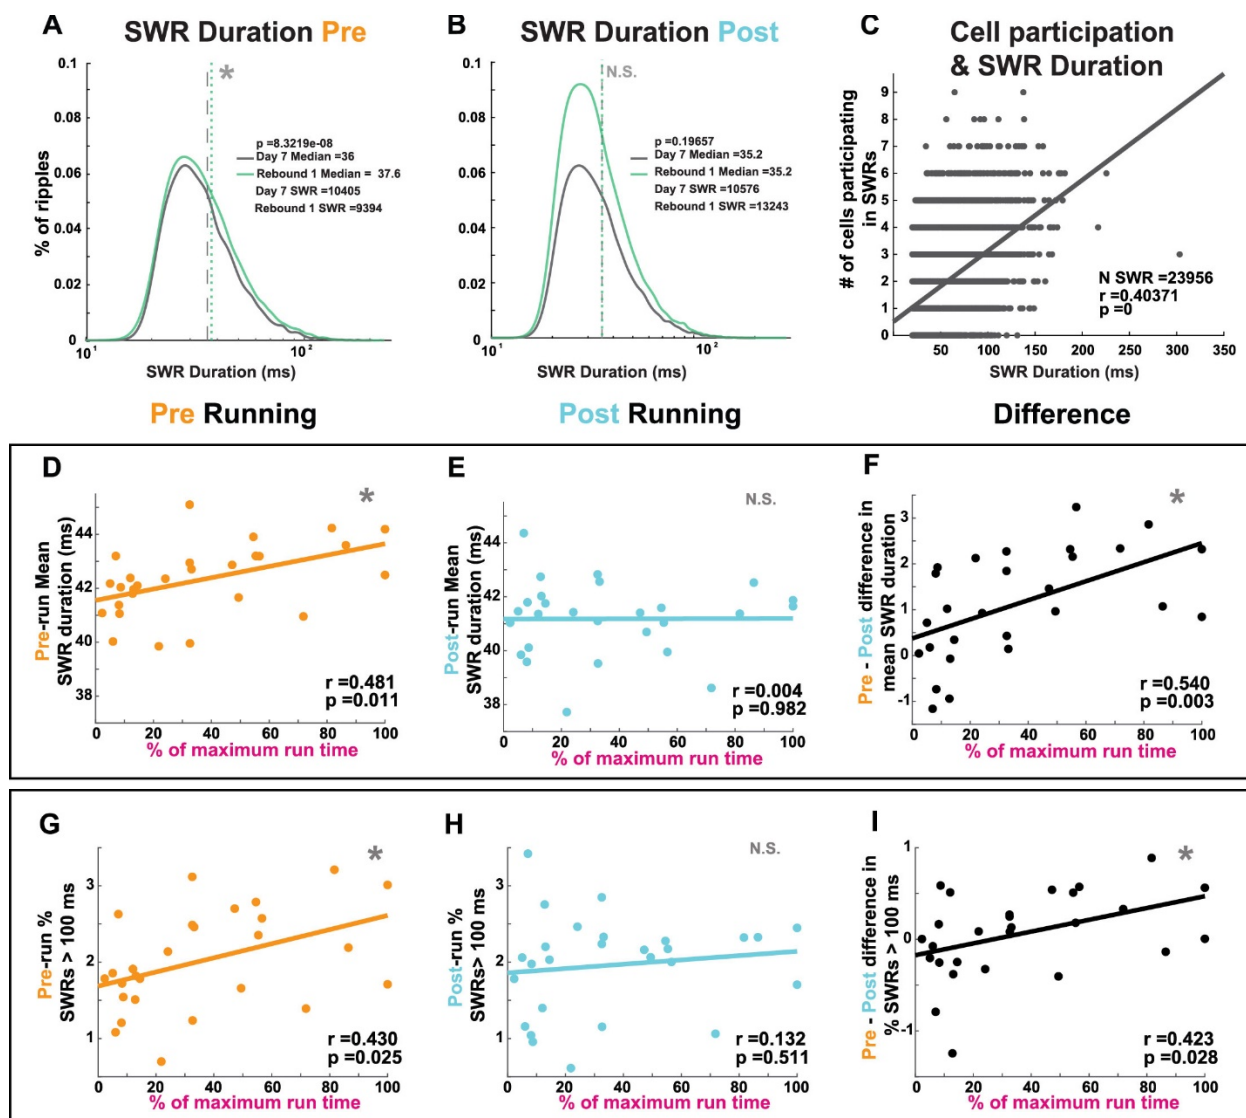 A
SWR Duration Pre
0.1
0.08
0.06
0.04
0.02
0
% of ripples
*
p =8.3219e-08
Day 7 Median =36
Rebound 1 Median = 37.6
Day 7 SWR =10405
Rebound 1 SWR =9394
10^1
10^2
SWR Duration (ms)
B
SWR Duration Post
0.1
0.08
0.06
0.04
0.02
0
N.S.
p =0.19657
Day 7 Median =35.2
Rebound 1 Median =35.2
Day 7 SWR =10576
Rebound 1 SWR =13243
10^1
10^2
SWR Duration (ms)
C
Cell participation
& SWR Duration
9
8
7
6
5
4
3
2
1
0
# of cells participating
in SWRs
N SWR =23956
r =0.40371
p =0
50 100 150 200 250 300 350
SWR Duration (ms)
Pre Running
Post Running
Difference
D
*
44
42
40
38
Pre-run Mean
SWR duration (ms)
r =0.481
p =0.011
0 20 40 60 80 100
% of maximum run time
E
N.S.
44
42
40
38
Post-run Mean
SWR duration (ms)
r =0.004
p =0.982
0 20 40 60 80 100
% of maximum run time
F
*
3
2
1
0
-1
Pre - Post difference in
mean SWR duration
r =0.540
p =0.003
0 20 40 60 80 100
% of maximum run time
G
*
3
2
1
Pre-run %
SWRs > 100 ms
r =0.430
p =0.025
0 20 40 60 80 100
% of maximum run time
H
N.S.
3
2
1
Post-run %
SWRs> 100 ms
r =0.132
p =0.511
0 20 40 60 80 100
% of maximum run time
I
*
1
0
-1
Pre - Post difference in
% SWRs > 100 ms
r =0.423
p =0.028
0 20 40 60 80 100
% of maximum run time